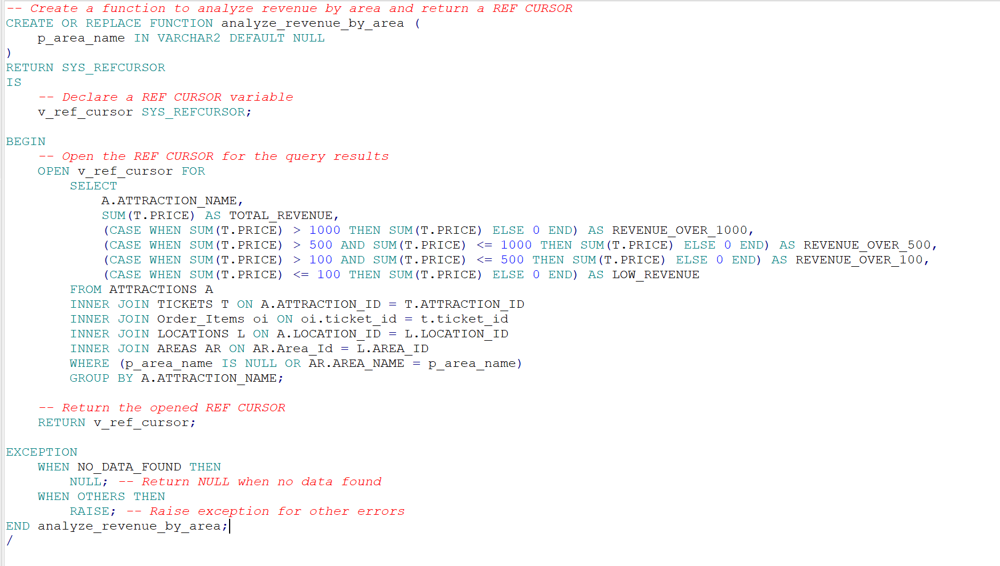 -- Create a function to analyze revenue by area and return a REF CURSOR
CREATE OR REPLACE FUNCTION analyze_revenue_by_area (
    p_area_name IN VARCHAR2 DEFAULT NULL
)
RETURN SYS_REFCURSOR
IS
    -- Declare a REF CURSOR variable
    v_ref_cursor SYS_REFCURSOR;

BEGIN
    -- Open the REF CURSOR for the query results
    OPEN v_ref_cursor FOR
        SELECT
            A.ATTRACTION_NAME,
            SUM(T.PRICE) AS TOTAL_REVENUE,
            (CASE WHEN SUM(T.PRICE) > 1000 THEN SUM(T.PRICE) ELSE 0 END) AS REVENUE_OVER_1000,
            (CASE WHEN SUM(T.PRICE) > 500 AND SUM(T.PRICE) <= 1000 THEN SUM(T.PRICE) ELSE 0 END) AS REVENUE_OVER_500,
            (CASE WHEN SUM(T.PRICE) > 100 AND SUM(T.PRICE) <= 500 THEN SUM(T.PRICE) ELSE 0 END) AS REVENUE_OVER_100,
            (CASE WHEN SUM(T.PRICE) <= 100 THEN SUM(T.PRICE) ELSE 0 END) AS LOW_REVENUE
        FROM ATTRACTIONS A
        INNER JOIN TICKETS T ON A.ATTRACTION_ID = T.ATTRACTION_ID
        INNER JOIN Order_Items oi ON oi.ticket_id = t.ticket_id
        INNER JOIN LOCATIONS L ON A.LOCATION_ID = L.LOCATION_ID
        INNER JOIN AREAS AR ON AR.Area_Id = L.AREA_ID
        WHERE (p_area_name IS NULL OR AR.AREA_NAME = p_area_name)
        GROUP BY A.ATTRACTION_NAME;

    -- Return the opened REF CURSOR
    RETURN v_ref_cursor;

EXCEPTION
    WHEN NO_DATA_FOUND THEN
        NULL; -- Return NULL when no data found
    WHEN OTHERS THEN
        RAISE; -- Raise exception for other errors
END analyze_revenue_by_area;
/